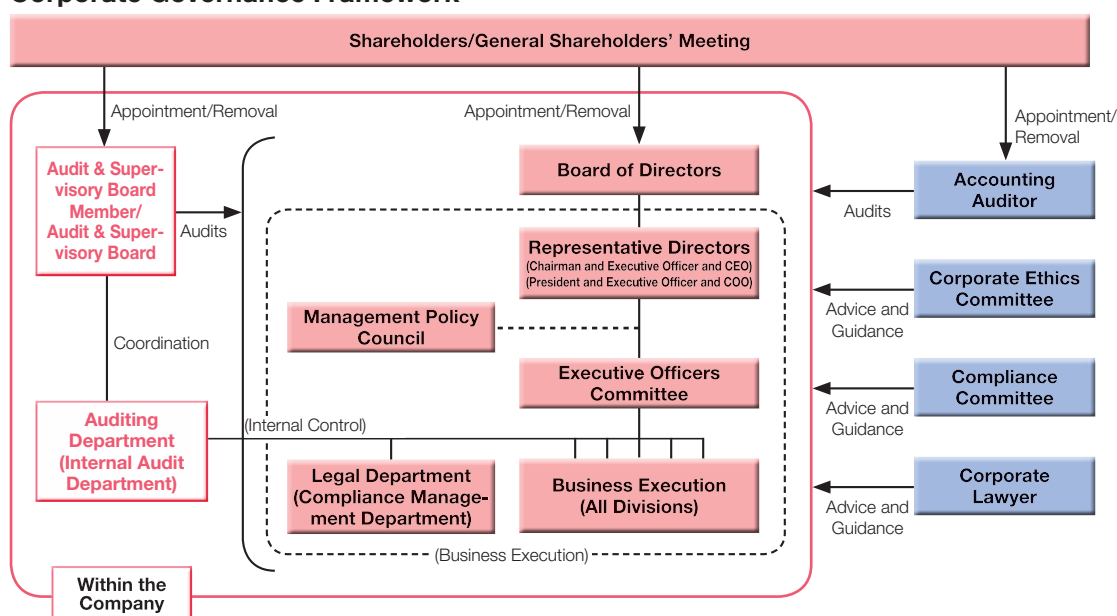 Corporate Governance Framework
Shareholders/General Shareholders' Meeting
Appointment/Removal
Appointment/Removal
Appointment/
Removal
Audit & Super-
visory Board
Member/
Audit & Super-
visory Board
Audits
Board of Directors
Accounting
Auditor
Audits
Representative Directors
(Chairman and Executive Officer and CEO)
(President and Executive Officer and COO)
Corporate Ethics
Committee
Advice and
Guidance
Management Policy
Council
Coordination
Executive Officers
Committee
Compliance
Committee
Advice and
Guidance
Auditing
Department
(Internal Audit
Department)
(Internal Control)
Legal Department
(Compliance Manage-
ment Department)
Business Execution
(All Divisions)
Corporate
Lawyer
Advice and
Guidance
(Business Execution)
Within the
Company